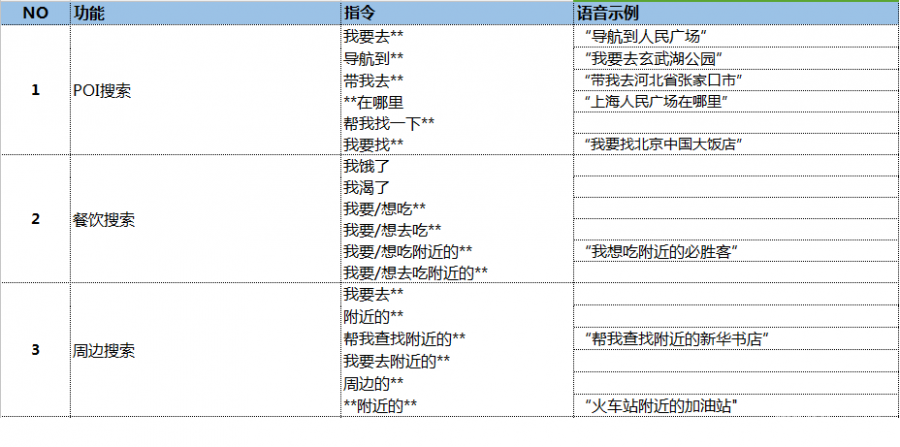 NO 功能 指令 语音示例
我要去** “导航到人民广场”
导航到** “我要去玄武湖公园”
带我去** “带我去河北省张家口市”
1 POI搜索
**在哪里 “上海人民广场在哪里”
帮我找一下**
我要找** “我要找北京中国大饭店”
我饿了
我渴了
我要/想吃**
2 餐饮搜索
我要/想去吃**
我要/想吃附近的** “我想吃附近的必胜客”
我要/想去吃附近的**
我要去**
附近的**
帮我查找附近的** “帮我查找附近的新华书店”
3 周边搜索
我要去附近的**
周边的**
**附近的** “火车站附近的加油站"